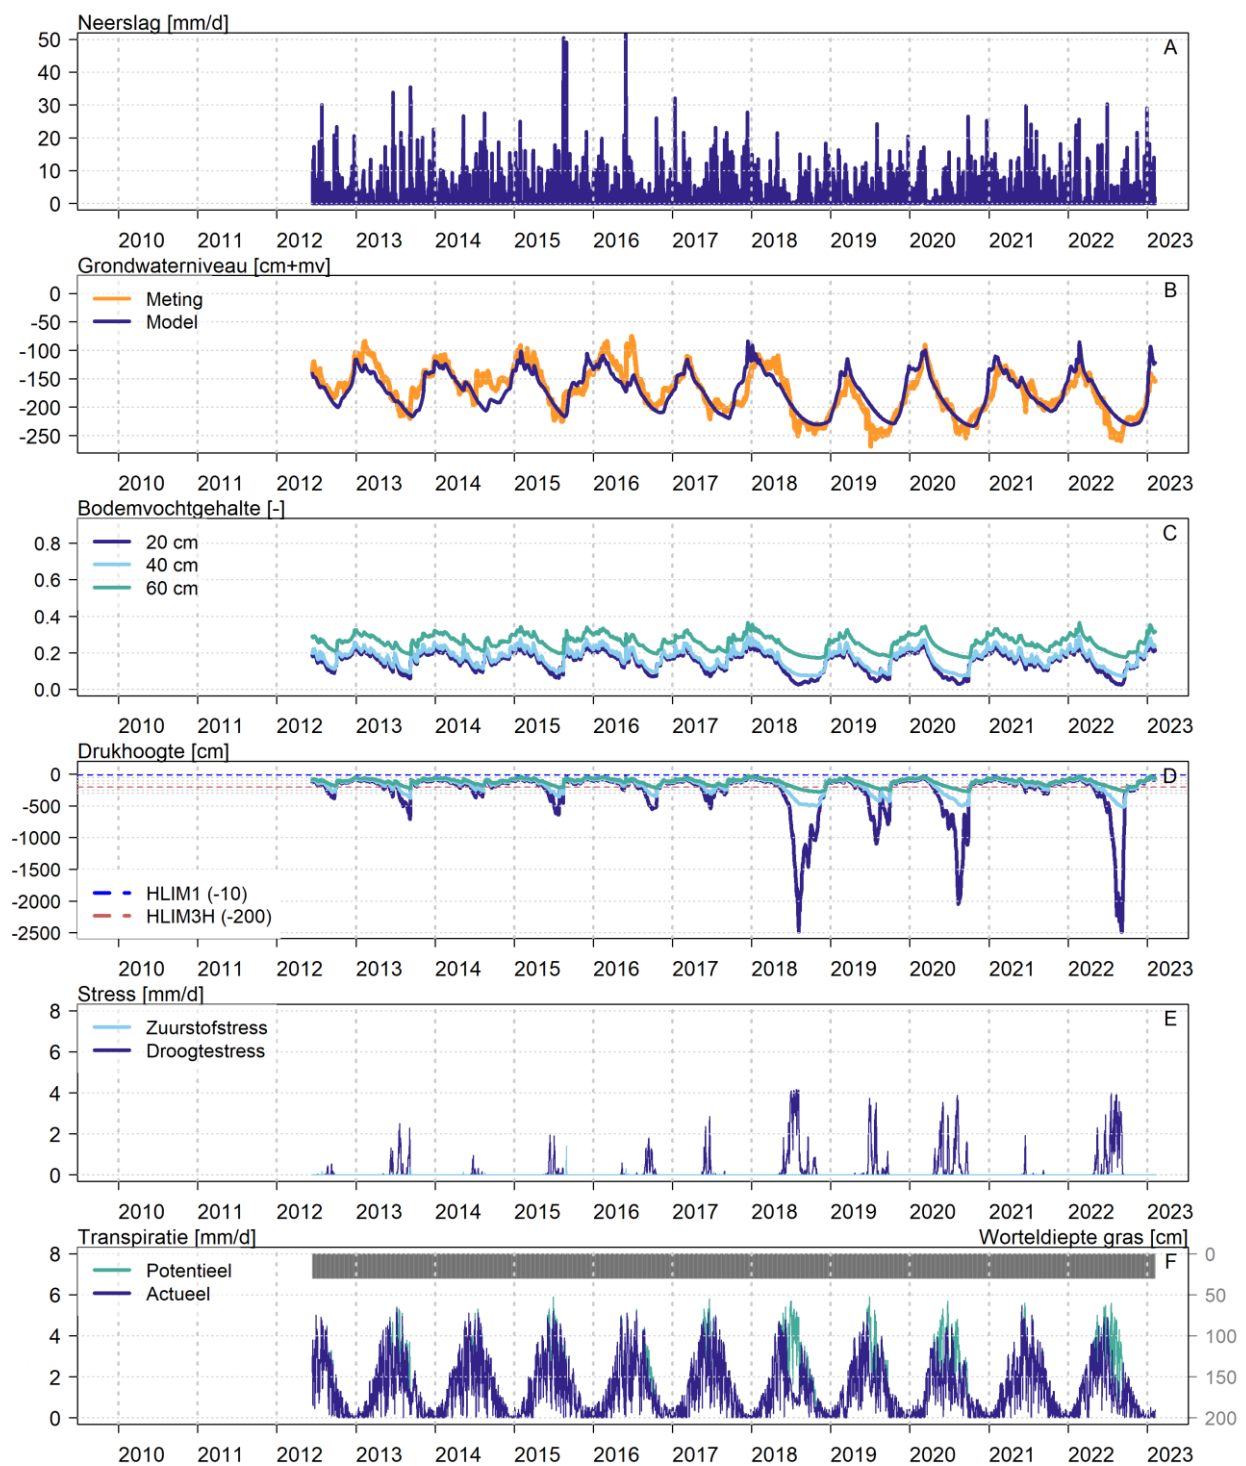 Neerslag [mm/d]
A
50
40
30
20
10
0
2010 2011 2012 2013 2014 2015 2016 2017 2018 2019 2020 2021 2022 2023
Grondwaterniveau [cm+mv]
B
0
-50
-100
-150
-200
-250
Meting
Model
2010 2011 2012 2013 2014 2015 2016 2017 2018 2019 2020 2021 2022 2023
Bodemvochtgehalte [-]
C
0.8
0.6
0.4
0.2
0.0
20 cm
40 cm
60 cm
2010 2011 2012 2013 2014 2015 2016 2017 2018 2019 2020 2021 2022 2023
Drukhoogte [cm]
D
0
-500
-1000
-1500
-2000
-2500
HLIM1 (-10)
HLIM3H (-200)
2010 2011 2012 2013 2014 2015 2016 2017 2018 2019 2020 2021 2022 2023
Stress [mm/d]
E
8
6
4
2
0
Zuurstofstress
Droogtestress
2010 2011 2012 2013 2014 2015 2016 2017 2018 2019 2020 2021 2022 2023
Transpiratie [mm/d] Worteldiepte gras [cm]
F
8
6
4
2
0
Potentieel
Actueel
0
50
100
150
200
2010 2011 2012 2013 2014 2015 2016 2017 2018 2019 2020 2021 2022 2023